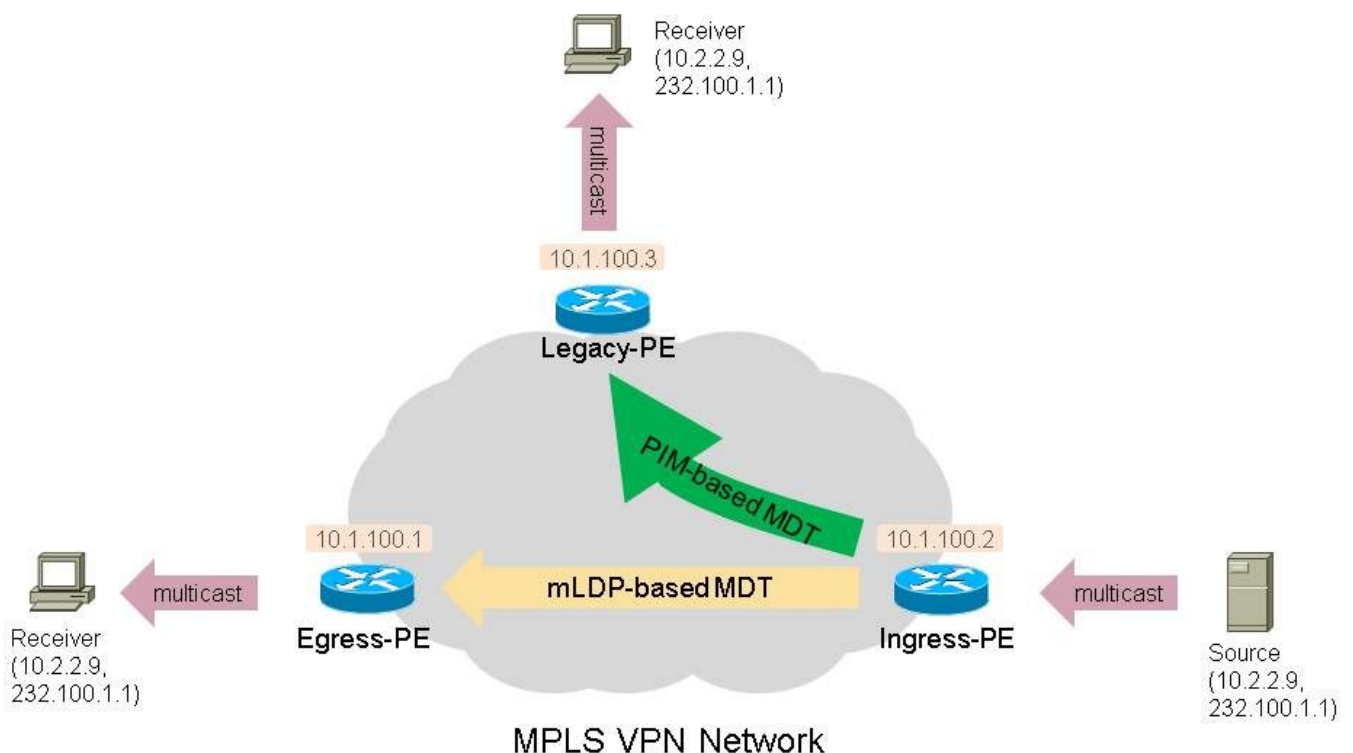 Receiver
(10.2.2.9,
232.100.1.1)
multicast
10.1.100.3
Legacy-PE
PIM-based MDT
10.1.100.1
10.1.100.2
multicast
mLDP-based MDT
multicast
Egress-PE
Ingress-PE
Receiver
(10.2.2.9,
232.100.1.1)
Source
(10.2.2.9,
232.100.1.1)
MPLS VPN Network